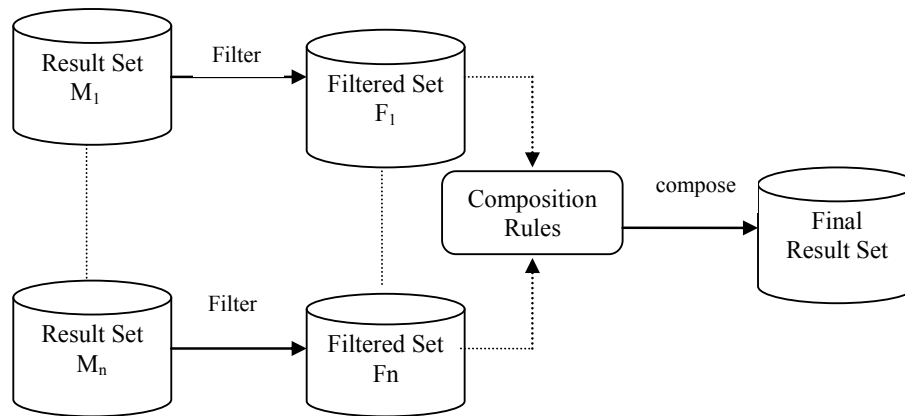 Result Set
M₁
Filter
Filtered Set
F₁
Composition
Rules
compose
Final
Result Set
Result Set
Mₙ
Filter
Filtered Set
Fn